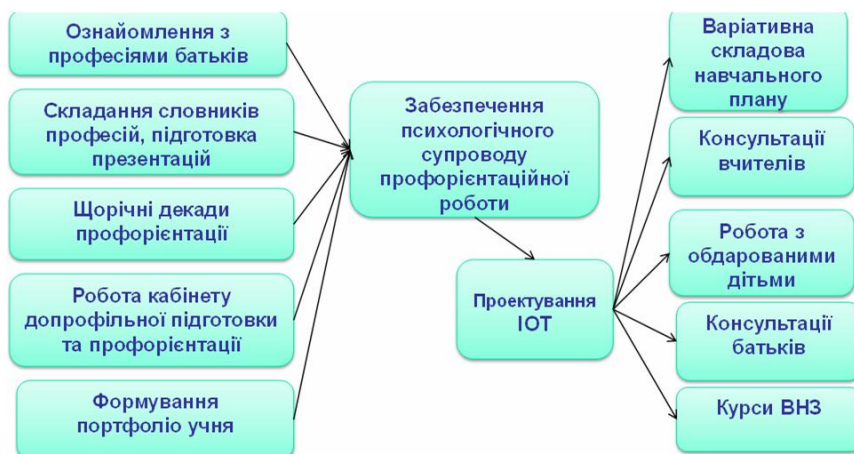 Ознайомлення з
професіями батьків
Складання словників
професій, підготовка
презентацій
Щорічні декади
профорієнтації
Робота кабінету
допрофільної підготовки
та профорієнтації
Формування
портфоліо учня
Забезпечення
психологічного
супроводу
профорієнтаційної
роботи
Проектування
ІОТ
Варіативна
складова
навчального
плану
Консультації
вчителів
Робота з
обдарованими
дітьми
Консультації
батьків
Курси ВНЗ